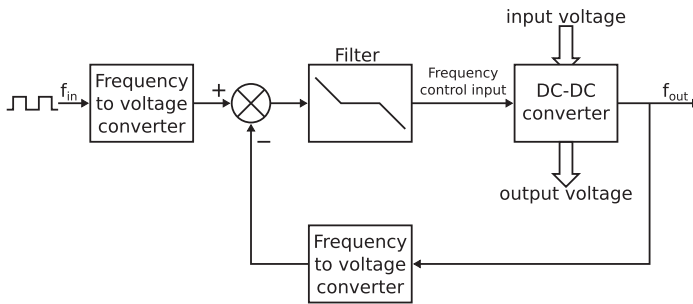 input voltage
f_in
Frequency
to voltage
converter
+
−
Filter
Frequency
control input
DC-DC
converter
f_out
output voltage
Frequency
to voltage
converter